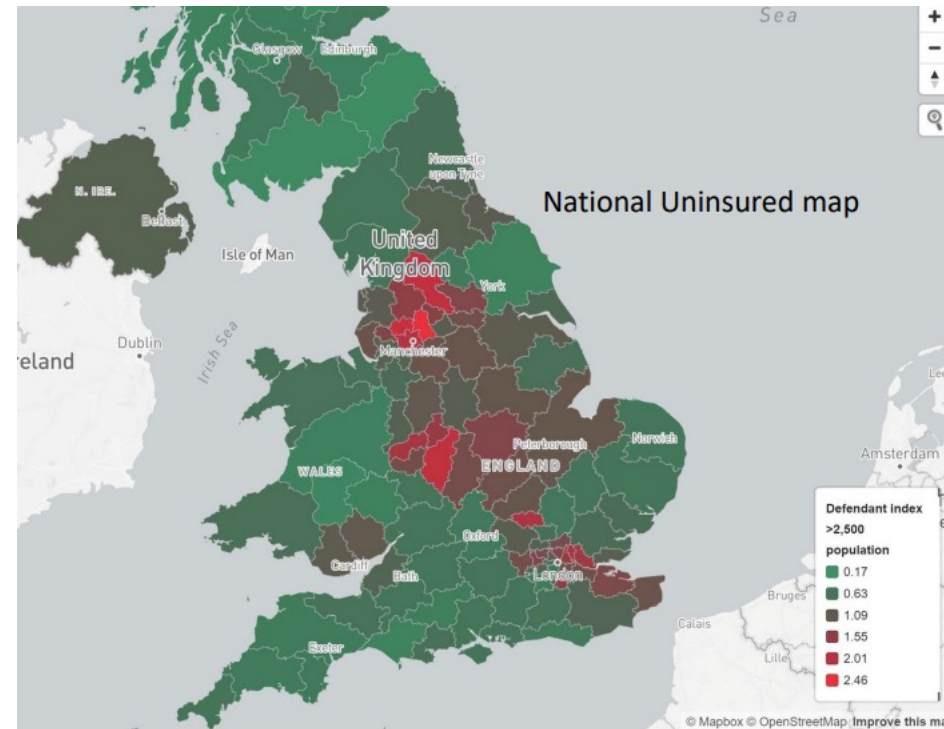 Sea
+
−
Glasgow
Edinburgh
Newcastle
upon Tyne
National Uninsured map
N. IRE.
Belfast
Isle of Man
United
Kingdom
York
Irish Sea
Dublin
reland
Manchester
Peterborough
Norwich
WALES
ENGLAND
Amsterdam
Oxford
Cardiff
Bath
London
Exeter
Calais
Bruges
Lille
Defendant index
>2,500
population
0.17
0.63
1.09
1.55
2.01
2.46
© Mapbox © OpenStreetMap Improve this ma